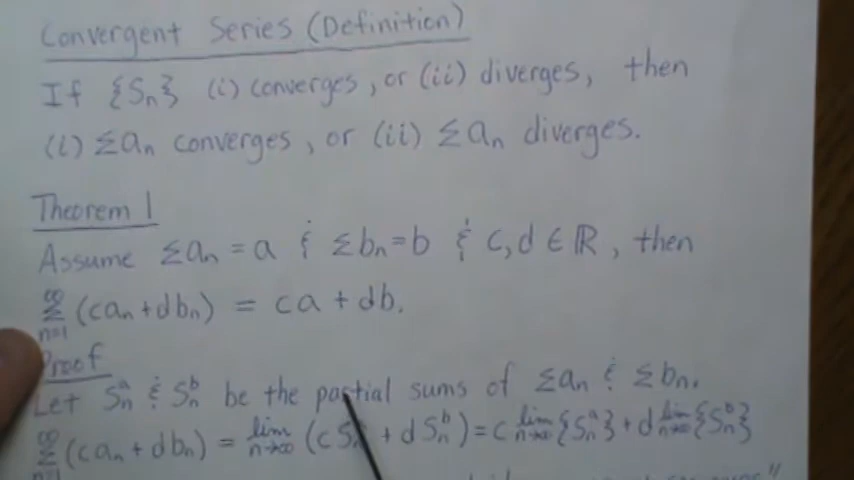 Convergent Series (Definition)
If {Sn} (i) converges, or (ii) diverges, then
(i) Σan converges, or (ii) Σan diverges.
Theorem 1
Assume Σan = a & Σbn = b & c, d ∈ ℝ, then
∞Σn=1 (can + dbn) = ca + db.
Proof
Let Sn^a & Sn^b be the partial sums of Σan & Σbn.
∞Σn=1 (can + dbn) = lim n→∞ (cSn^a + dSn^b) = c lim n→∞ {Sn^a} + d lim n→∞ {Sn^b}